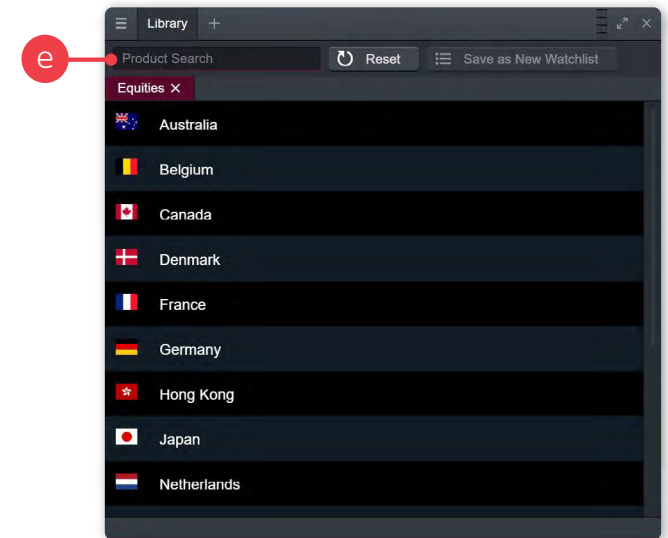 Library
e
Product Search
Reset
Save as New Watchlist
Equities
Australia
Belgium
Canada
Denmark
France
Germany
Hong Kong
Japan
Netherlands